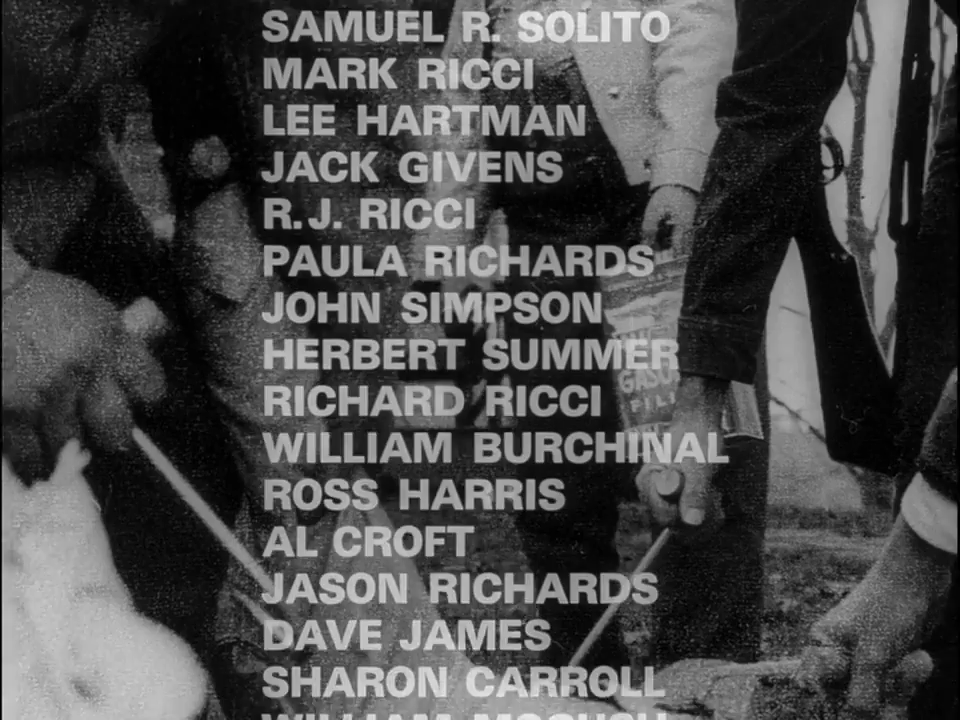 SAMUEL R. SOLITO
MARK RICCI
LEE HARTMAN
JACK GIVENS
R.J. RICCI
PAULA RICHARDS
JOHN SIMPSON
HERBERT SUMMER
RICHARD RICCI
WILLIAM BURCHINAL
ROSS HARRIS
AL CROFT
JASON RICHARDS
DAVE JAMES
SHARON CARROLL
WILLIAM